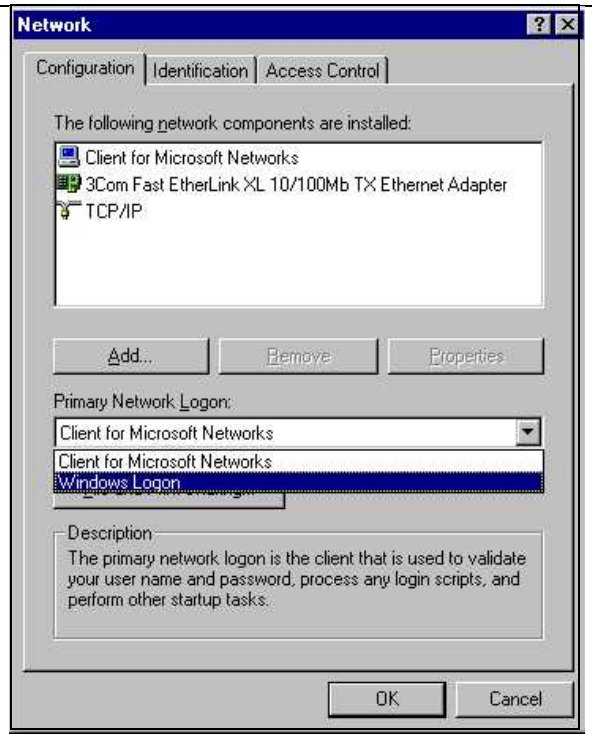 Network
Configuration Identification Access Control
The following network components are installed:
Client for Microsoft Networks
3Com Fast EtherLink XL 10/100Mb TX Ethernet Adapter
TCP/IP
Add... Remove Properties
Primary Network Logon:
Client for Microsoft Networks
Client for Microsoft Networks
Windows Logon
Description
The primary network logon is the client that is used to validate
your user name and password, process any login scripts, and
perform other startup tasks.
OK Cancel